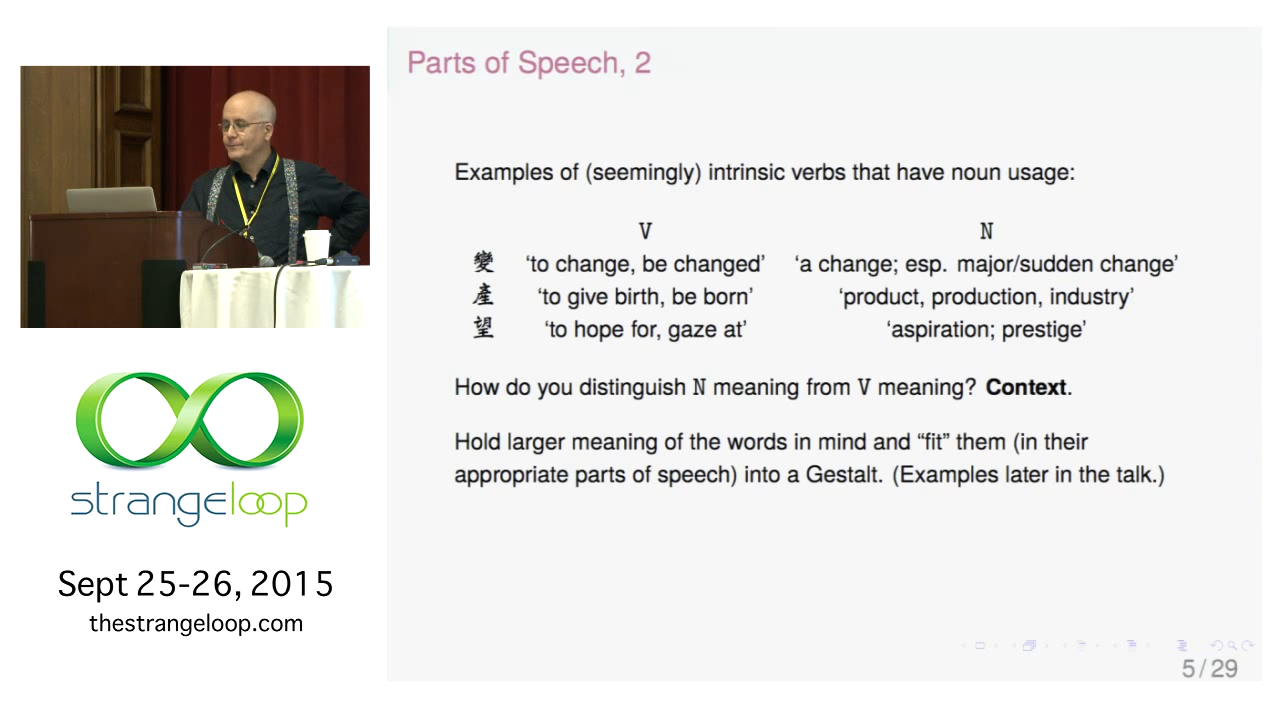 Parts of Speech, 2
Examples of (seemingly) intrinsic verbs that have noun usage:
V N
變 ‘to change, be changed’ ‘a change; esp. major/sudden change’
產 ‘to give birth, be born’ ‘product, production, industry’
望 ‘to hope for, gaze at’ ‘aspiration; prestige’
How do you distinguish N meaning from V meaning? Context.
Hold larger meaning of the words in mind and “fit” them (in their
appropriate parts of speech) into a Gestalt. (Examples later in the talk.)
5/29
strangeloop
Sept 25-26, 2015
thestrangeloop.com